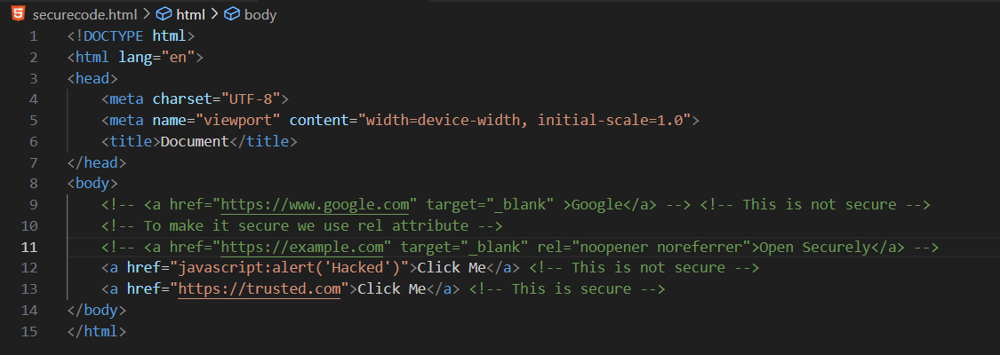 securecode.html > html > body
1 <!DOCTYPE html>
2 <html lang="en">
3 <head>
4     <meta charset="UTF-8">
5     <meta name="viewport" content="width=device-width, initial-scale=1.0">
6     <title>Document</title>
7 </head>
8 <body>
9     <!-- <a href="https://www.google.com" target="_blank" >Google</a> --> <!-- This is not secure -->
10     <!-- To make it secure we use rel attribute -->
11     <!-- <a href="https://example.com" target="_blank" rel="noopener noreferrer">Open Securely</a> -->
12     <a href="javascript:alert('Hacked')">Click Me</a> <!-- This is not secure -->
13     <a href="https://trusted.com">Click Me</a> <!-- This is secure -->
14 </body>
15 </html>